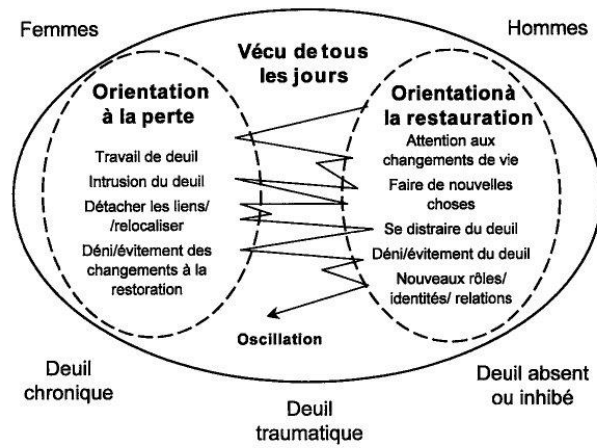 Femmes
Hommes
Vécu de tous
les jours
Orientation
à la perte
Travail de deuil
Intrusion du deuil
Détacher les liens/
/relocaliser
Déni/évitement des
changements à la
restoration
Orientationà
la restauration
Attention aux
changements de vie
Faire de nouvelles
choses
Se distraire du deuil
Déni/évitement du deuil
Nouveaux rôles/
identités/ relations
Oscillation
Deuil
chronique
Deuil
traumatique
Deuil absent
ou inhibé